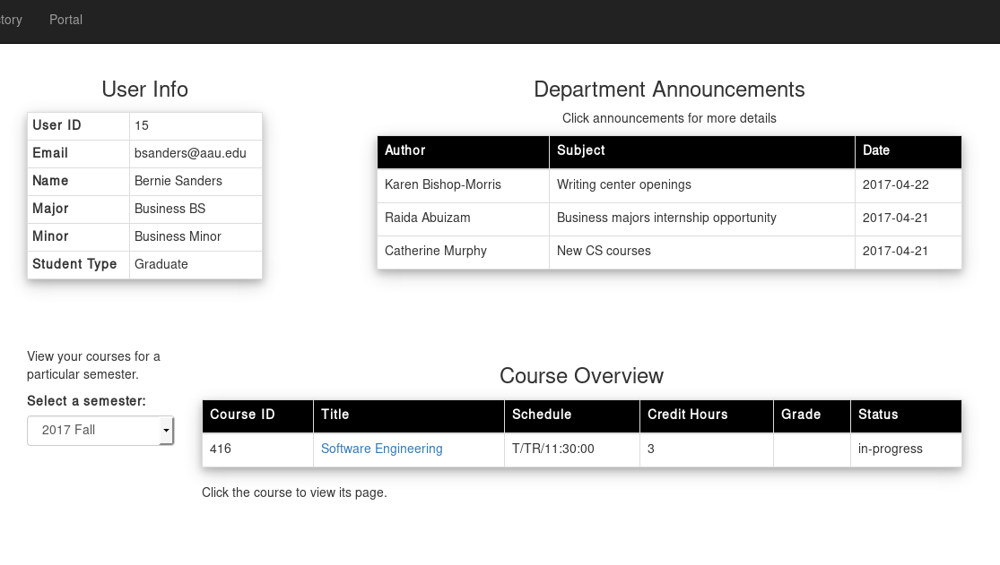 tory Portal
User Info
User ID 15
Email bsanders@aau.edu
Name Bernie Sanders
Major Business BS
Minor Business Minor
Student Type Graduate
Department Announcements
Click announcements for more details
Author Subject Date
Karen Bishop-Morris Writing center openings 2017-04-22
Raida Abuizam Business majors internship opportunity 2017-04-21
Catherine Murphy New CS courses 2017-04-21
View your courses for a
particular semester.
Select a semester:
2017 Fall
Course Overview
Course ID Title Schedule Credit Hours Grade Status
416 Software Engineering T/TR/11:30:00 3 in-progress
Click the course to view its page.